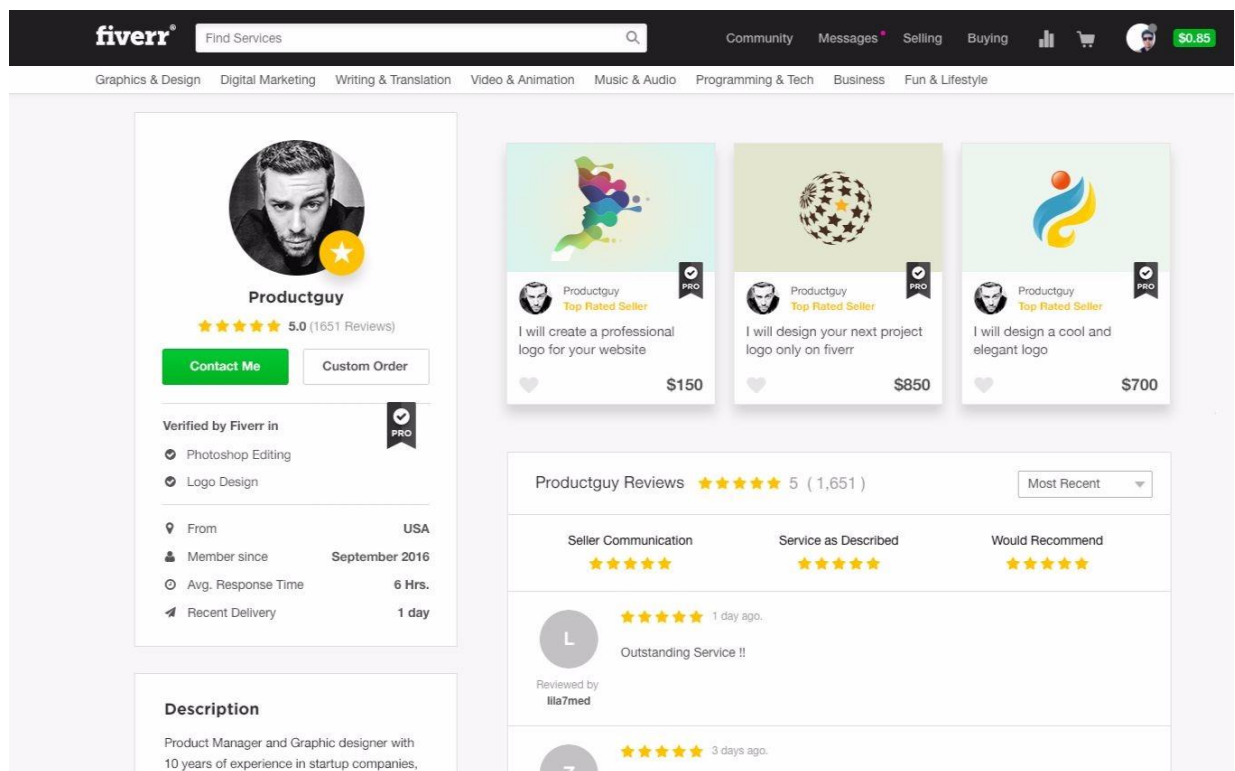 fiverr®
Find Services
Community Messages Selling Buying $0.85
Graphics & Design Digital Marketing Writing & Translation Video & Animation Music & Audio Programming & Tech Business Fun & Lifestyle
Productguy
5.0 (1651 Reviews)
Contact Me Custom Order
Verified by Fiverr in
PRO
Photoshop Editing
Logo Design
From USA
Member since September 2016
Avg. Response Time 6 Hrs.
Recent Delivery 1 day
Description
Product Manager and Graphic designer with
10 years of experience in startup companies,
PRO
Productguy
Top Rated Seller
I will create a professional
logo for your website
$150
PRO
Productguy
Top Rated Seller
I will design your next project
logo only on fiverr
$850
PRO
Productguy
Top Rated Seller
I will design a cool and
elegant logo
$700
Productguy Reviews 5 (1,651) Most Recent
Seller Communication Service as Described Would Recommend
L
1 day ago.
Outstanding Service !!
Reviewed by
lila7med
3 days ago.
Z